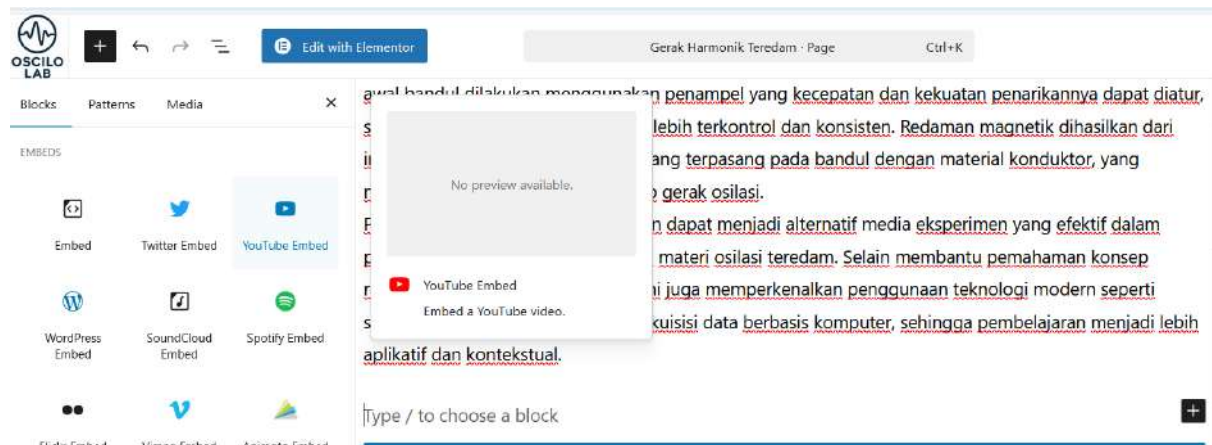 OSCILO
LAB
Edit with Elementor
Gerak Harmonik Teredam · Page
Ctrl+K
Blocks
Patterns
Media
EMBEDS
Embed
Twitter Embed
YouTube Embed
WordPress
Embed
SoundCloud
Embed
Spotify Embed
No preview available.
YouTube Embed
Embed a YouTube video.
awal bandul dilakukan menggunakan penampel yang kecepatan dan kekuatan penarikannya dapat diatur,
lebih terkontrol dan konsisten. Redaman magnetik dihasilkan dari
ang terpasang pada bandul dengan material konduktor, yang
gerak osilasi.
n dapat menjadi alternatif media eksperimen yang efektif dalam
materi osilasi teredam. Selain membantu pemahaman konsep
ni juga memperkenalkan penggunaan teknologi modern seperti
kuisisi data berbasis komputer, sehingga pembelajaran menjadi lebih
aplikatif dan kontekstual.
Type / to choose a block